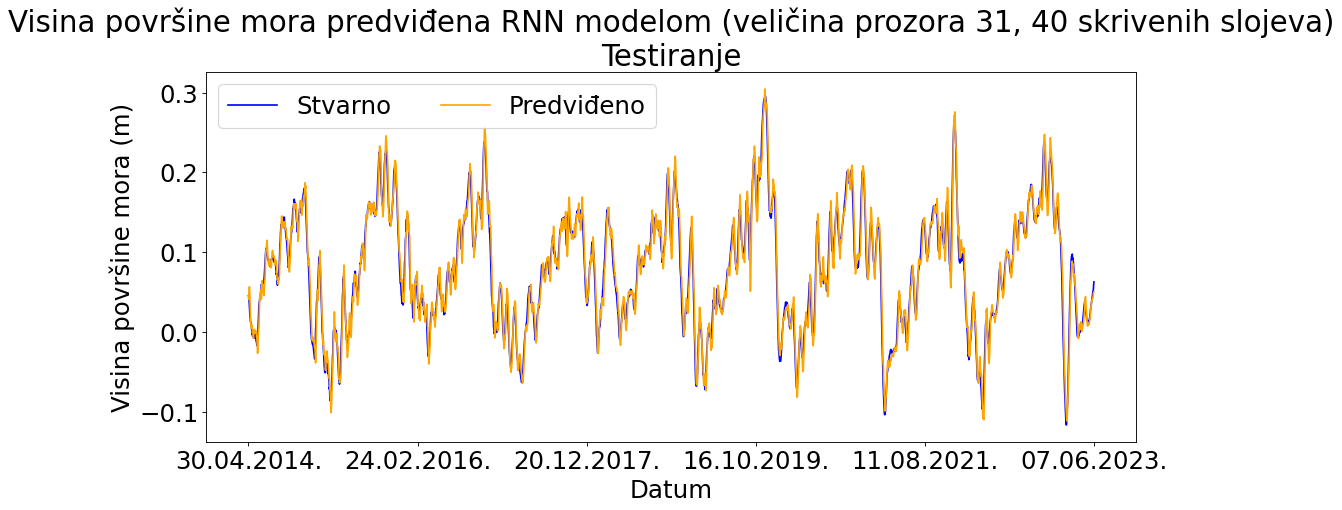 Visina površine mora predviđena RNN modelom (veličina prozora 31, 40 skrivenih slojeva)
Testiranje
Stvarno
Predviđeno
Visina površine mora (m)
0.3
0.2
0.1
0.0
−0.1
30.04.2014.
24.02.2016.
20.12.2017.
16.10.2019.
11.08.2021.
07.06.2023.
Datum